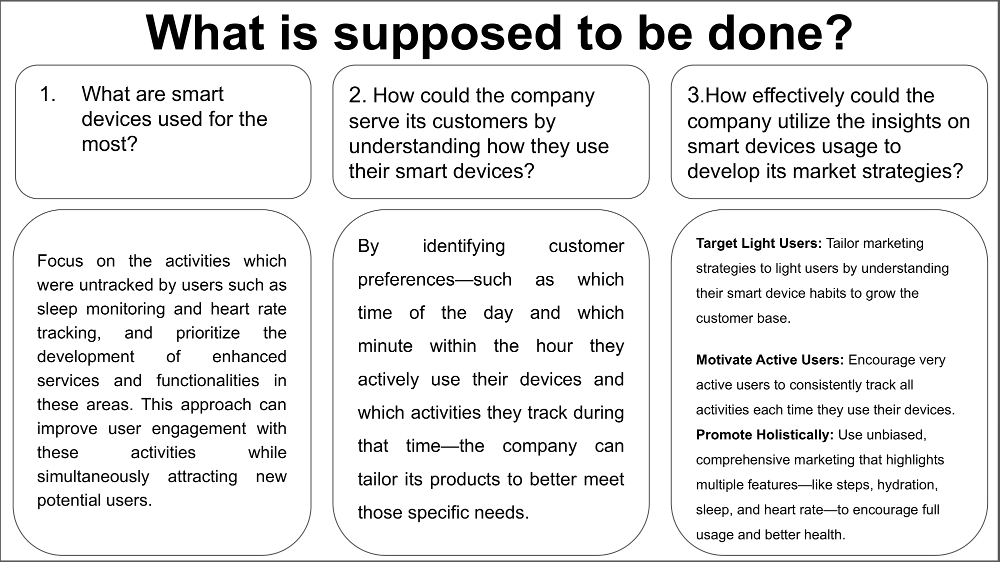 What is supposed to be done?
1. What are smart
devices used for the
most?
2. How could the company
serve its customers by
understanding how they use
their smart devices?
3.How effectively could the
company utilize the insights on
smart devices usage to
develop its market strategies?
Focus on the activities which
were untracked by users such as
sleep monitoring and heart rate
tracking, and prioritize the
development of enhanced
services and functionalities in
these areas. This approach can
improve user engagement with
these activities while
simultaneously attracting new
potential users.
By identifying customer
preferences—such as which
time of the day and which
minute within the hour they
actively use their devices and
which activities they track during
that time—the company can
tailor its products to better meet
those specific needs.
Target Light Users: Tailor marketing
strategies to light users by understanding
their smart device habits to grow the
customer base.
Motivate Active Users: Encourage very
active users to consistently track all
activities each time they use their devices.
Promote Holistically: Use unbiased,
comprehensive marketing that highlights
multiple features—like steps, hydration,
sleep, and heart rate—to encourage full
usage and better health.